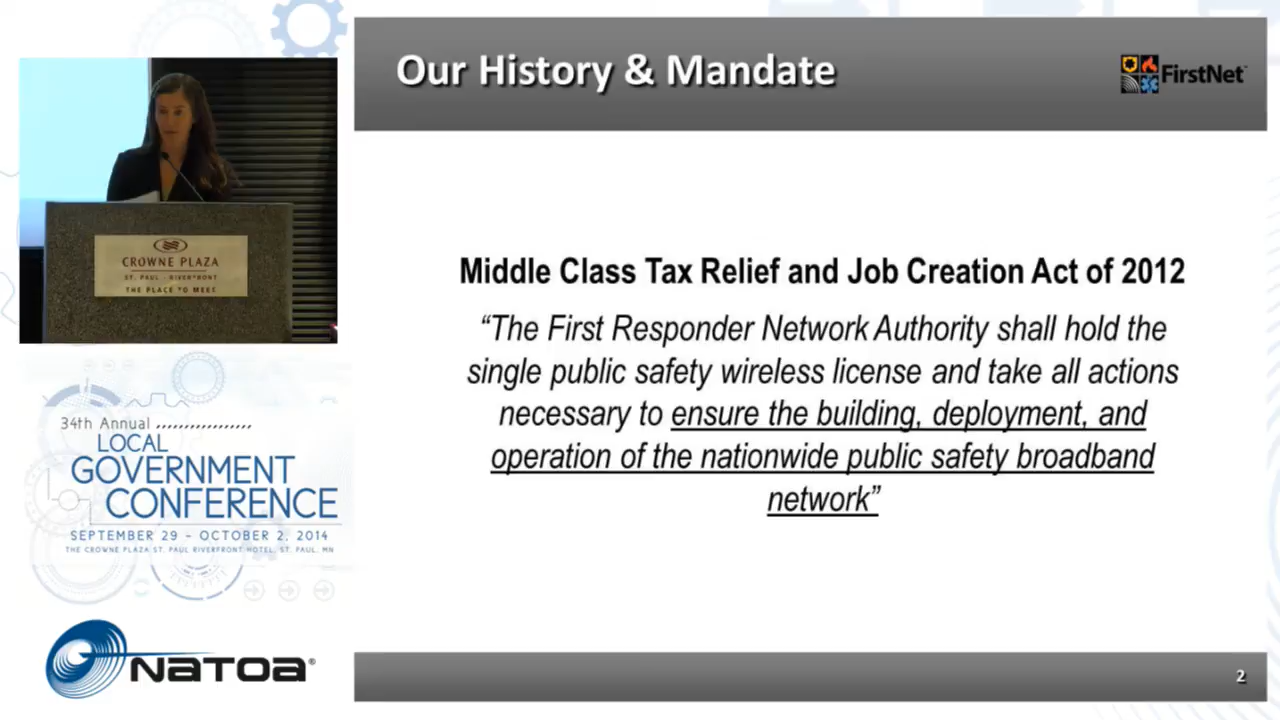 Our History & Mandate
FirstNet
CROWNE PLAZA
ST. PAUL - RIVERFRONT
THE PLACE TO MEET
Middle Class Tax Relief and Job Creation Act of 2012
“The First Responder Network Authority shall hold the
single public safety wireless license and take all actions
necessary to ensure the building, deployment, and
operation of the nationwide public safety broadband
network”
34th Annual
LOCAL
GOVERNMENT
CONFERENCE
SEPTEMBER 29 - OCTOBER 2, 2014
THE CROWNE PLAZA ST. PAUL RIVERFRONT HOTEL, ST. PAUL, MN
NATOA®
2